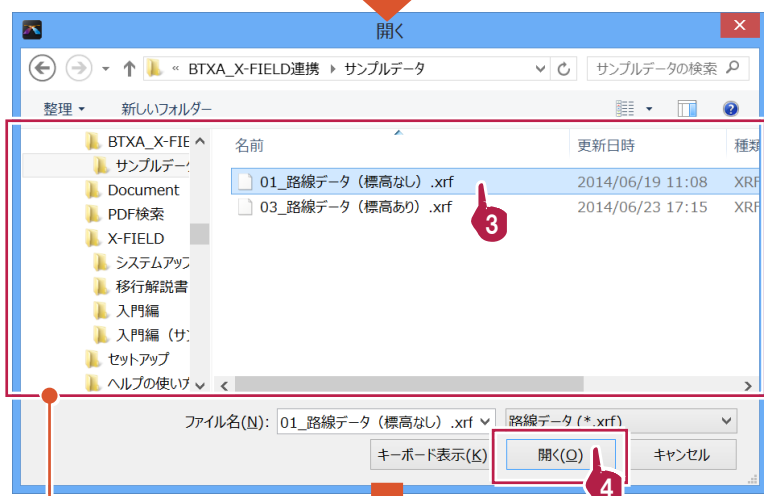 開く
« BTXA_X-FIELD連携 ▸ サンプルデータ
サンプルデータの検索
整理 新しいフォルダー
BTXA_X-FIE
サンプルデー
Document
PDF検索
X-FIELD
システムアップ
移行解説書
入門編
入門編（サン
セットアップ
ヘルプの使い方
名前 更新日時 種類
01_路線データ（標高なし）.xrf 2014/06/19 11:08 XRF
03_路線データ（標高あり）.xrf 2014/06/23 17:15 XRF
3
ファイル名(N): 01_路線データ（標高なし）.xrf 路線データ (*.xrf)
キーボード表示(K) 開く(O) キャンセル
4